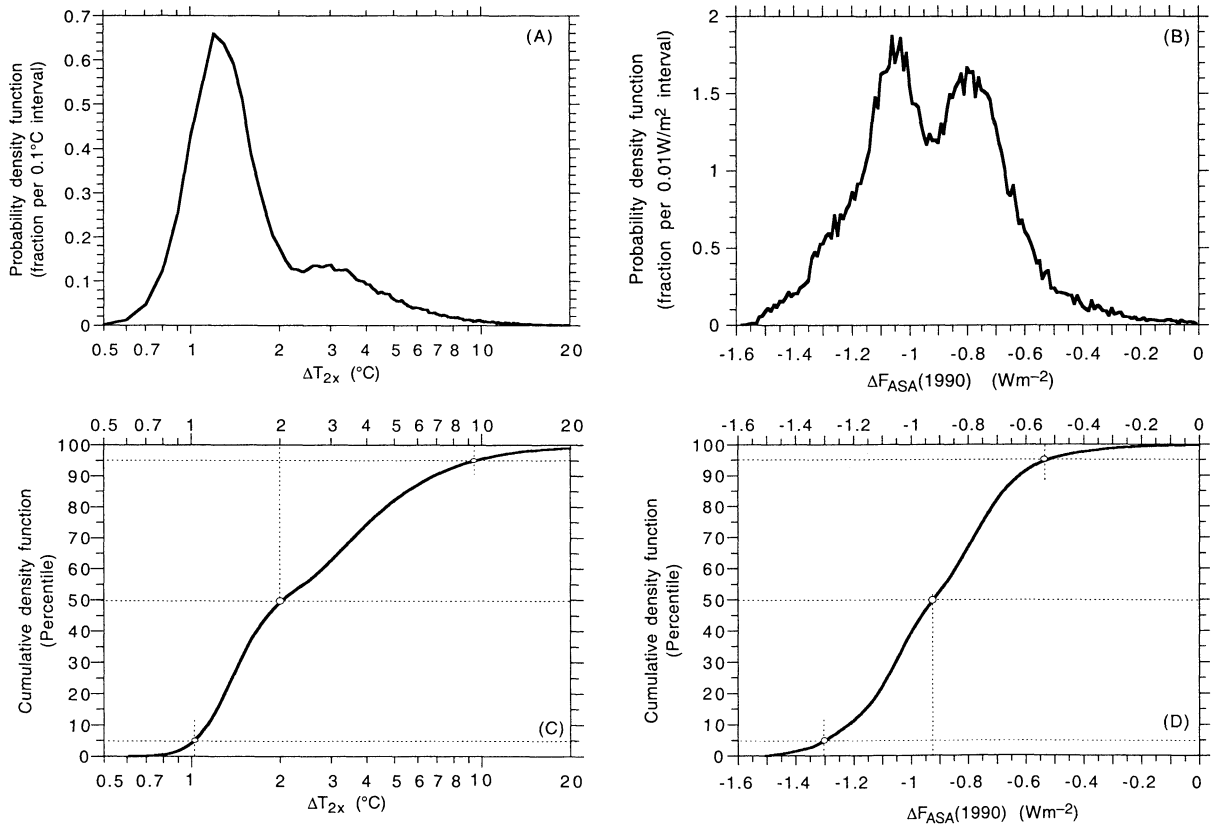 (A)
Probability density function
(fraction per 0.1°C interval)
0.7
0.6
0.5
0.4
0.3
0.2
0.1
0
0.5 0.7 1 2 3 4 5 6 7 8 10 20
ΔT2x (°C)
(B)
Probability density function
(fraction per 0.01W/m2 interval)
2
1.5
1
0.5
0
-1.6 -1.4 -1.2 -1 -0.8 -0.6 -0.4 -0.2 0
ΔFASA(1990) (Wm–2)
0.5 0.7 1 2 3 4 5 6 7 8 10 20
(C)
Cumulative density function
(Percentile)
100
90
80
70
60
50
40
30
20
10
0
0.5 0.7 1 2 3 4 5 6 7 8 10 20
ΔT2x (°C)
-1.6 -1.4 -1.2 -1 -0.8 -0.6 -0.4 -0.2 0
(D)
Cumulative density function
(Percentile)
100
90
80
70
60
50
40
30
20
10
0
-1.6 -1.4 -1.2 -1 -0.8 -0.6 -0.4 -0.2 0
ΔFASA(1990) (Wm–2)